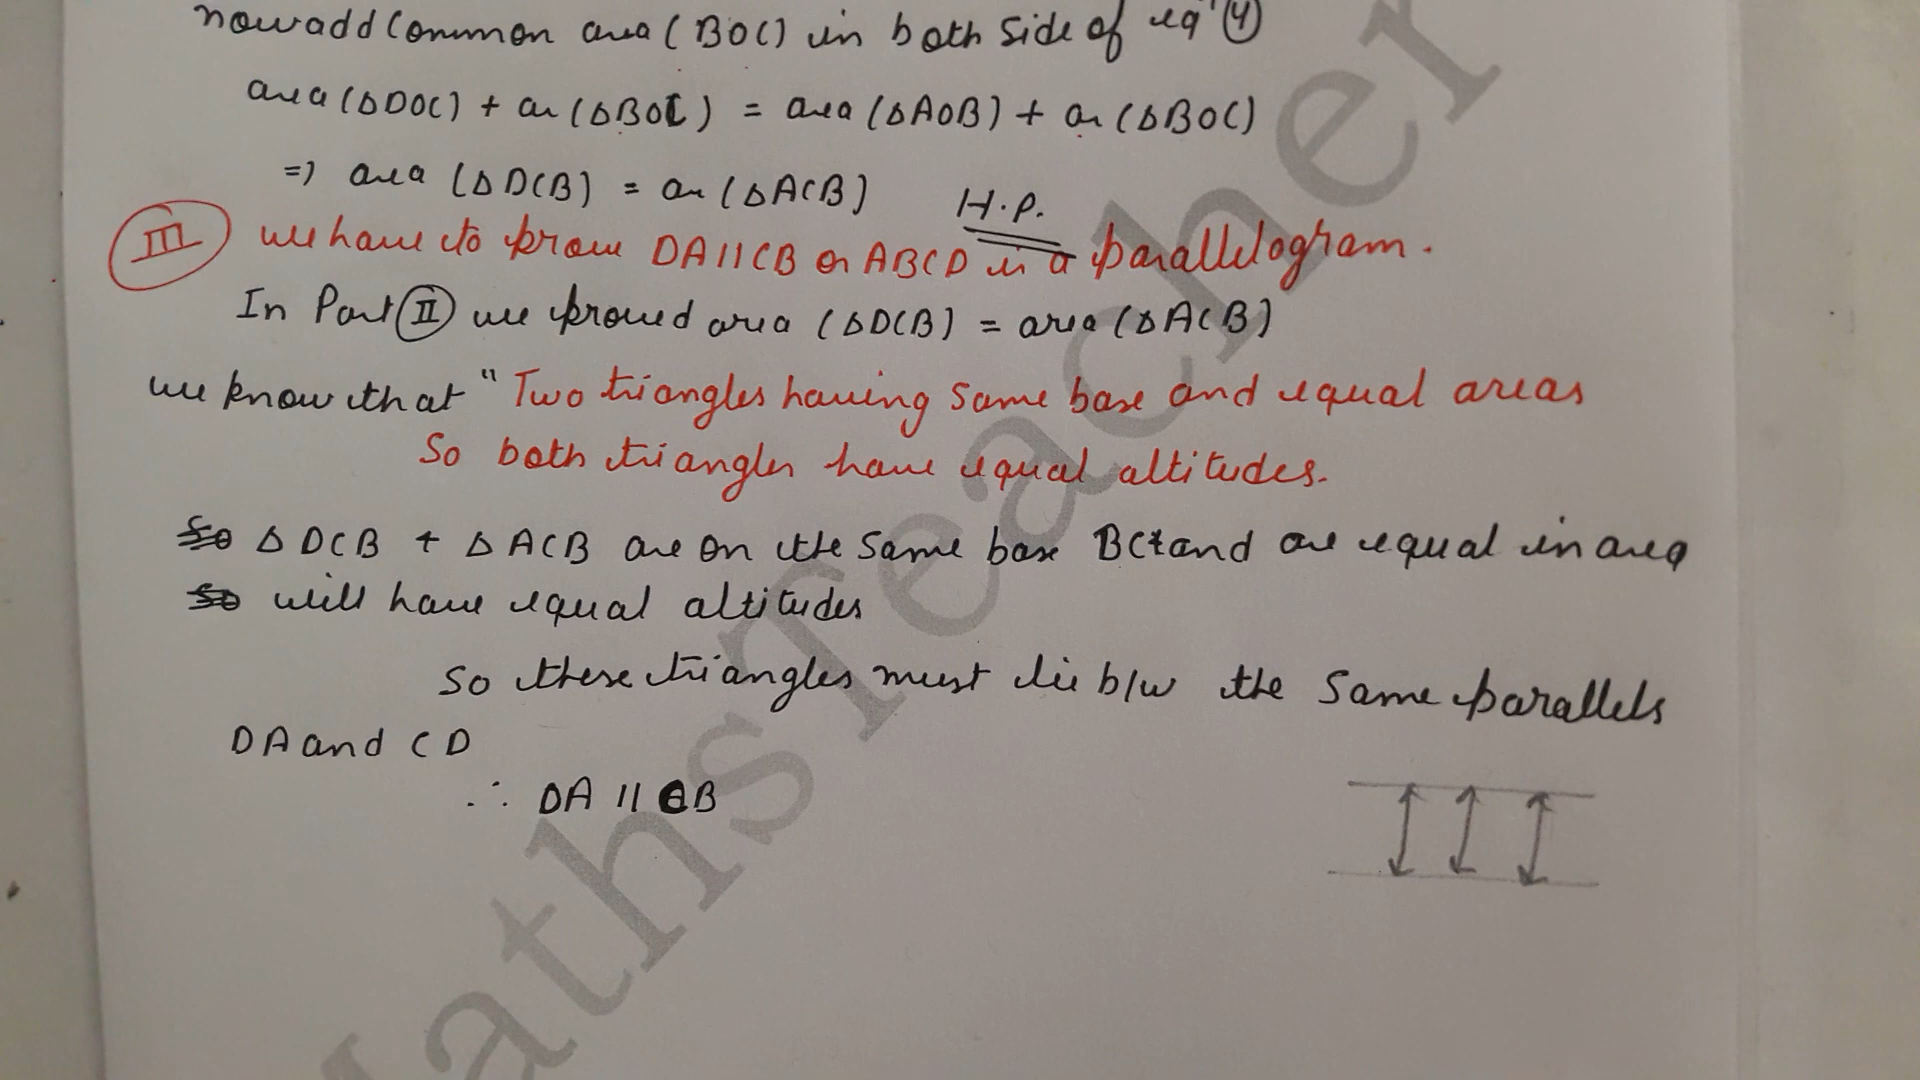 now add Common area (BOC) in both side of eqⁿ (4)
area (ΔDOC) + ar (ΔBOC) = area (ΔAOB) + ar (ΔBOC)
=> area (ΔDCB) = ar (ΔACB) H.P.
III we have to prove DA || CB or ABCD is a parallelogram.
In Part II we proved area (ΔDCB) = area (ΔACB)
we know that "Two triangles having same base and equal areas
So both triangles have equal altitudes.
So ΔDCB + ΔACB are on the same base BC and are equal in area
So will have equal altitudes
So these triangles must lie b/w the same parallels
DA and CD
∴ DA || CB
Maths Teacher